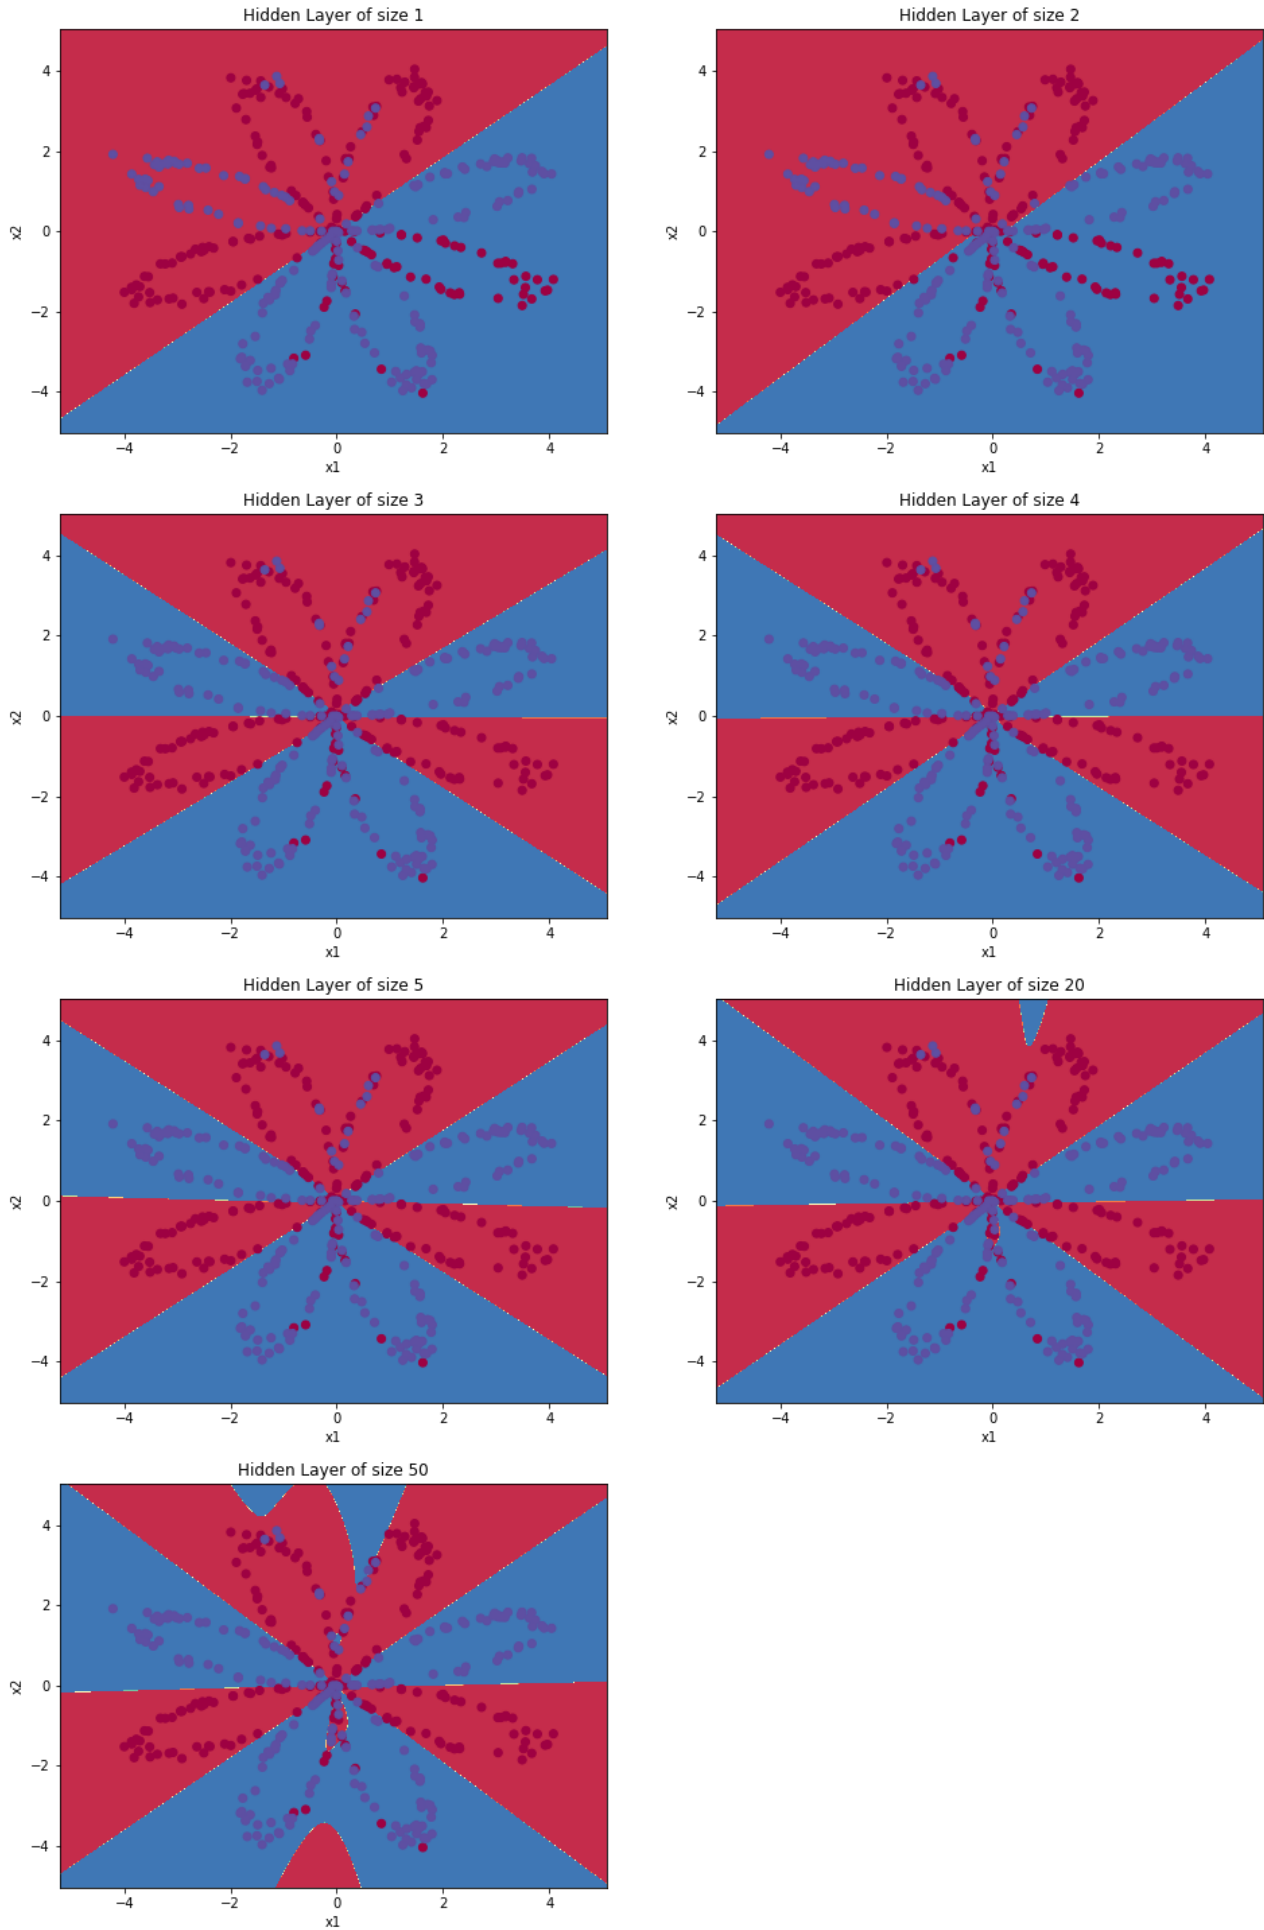 Hidden Layer of size 1
Hidden Layer of size 2
4
2
0
−2
−4
x2
−4 −2 0 2 4
x1
4
2
0
−2
−4
x2
−4 −2 0 2 4
x1
Hidden Layer of size 3
Hidden Layer of size 4
4
2
0
−2
−4
x2
−4 −2 0 2 4
x1
4
2
0
−2
−4
x2
−4 −2 0 2 4
x1
Hidden Layer of size 5
Hidden Layer of size 20
4
2
0
−2
−4
x2
−4 −2 0 2 4
x1
4
2
0
−2
−4
x2
−4 −2 0 2 4
x1
Hidden Layer of size 50
4
2
0
−2
−4
x2
−4 −2 0 2 4
x1